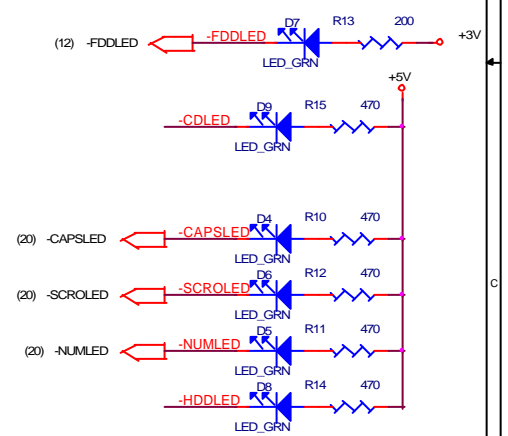 D7 R13 200
(12) -FDDLED -FDDLED +3V
LED_GRN
+5V
D9 R15 470
-CDLED
LED_GRN
D4 R10 470
(20) -CAPSLED -CAPSLED
LED_GRN
D6 R12 470
(20) -SCROLED -SCROLED
LED_GRN
D5 R11 470
(20) -NUMLED -NUMLED
LED_GRN
D8 R14 470
-HDDLED
LED_GRN
C